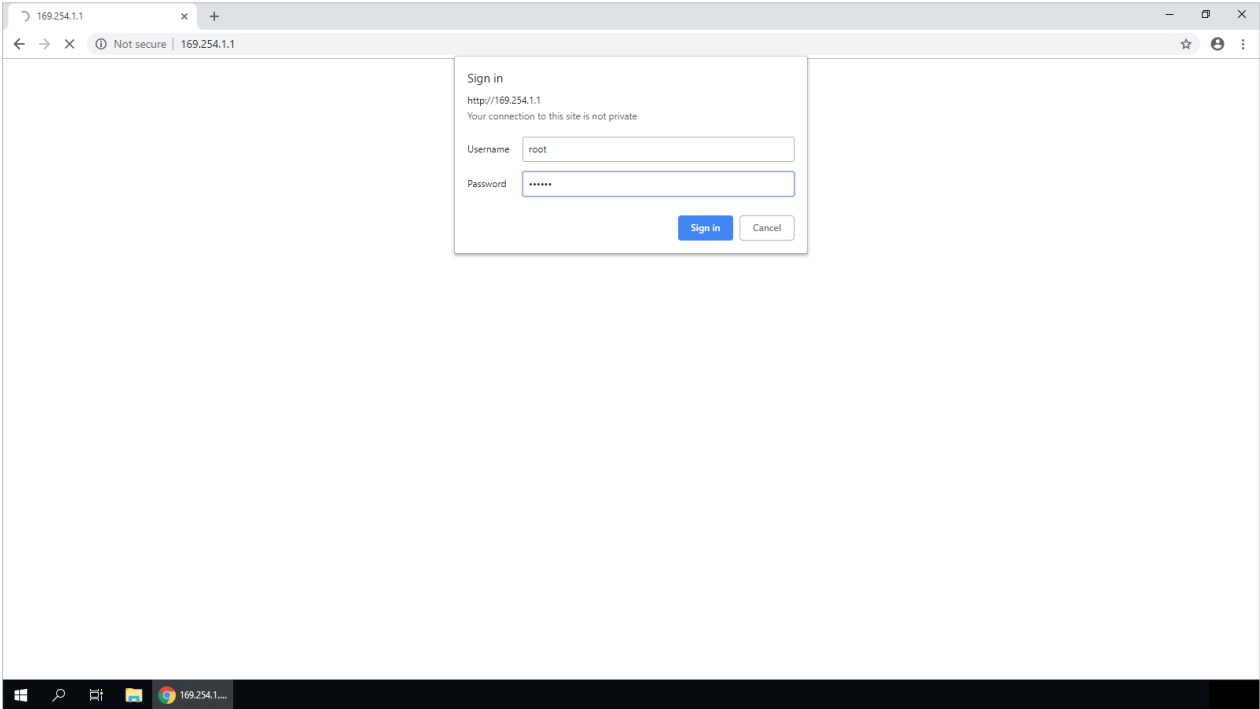 169.254.1.1
Not secure | 169.254.1.1
Sign in
http://169.254.1.1
Your connection to this site is not private
Username root
Password ••••••
Sign in Cancel
169.254.1....